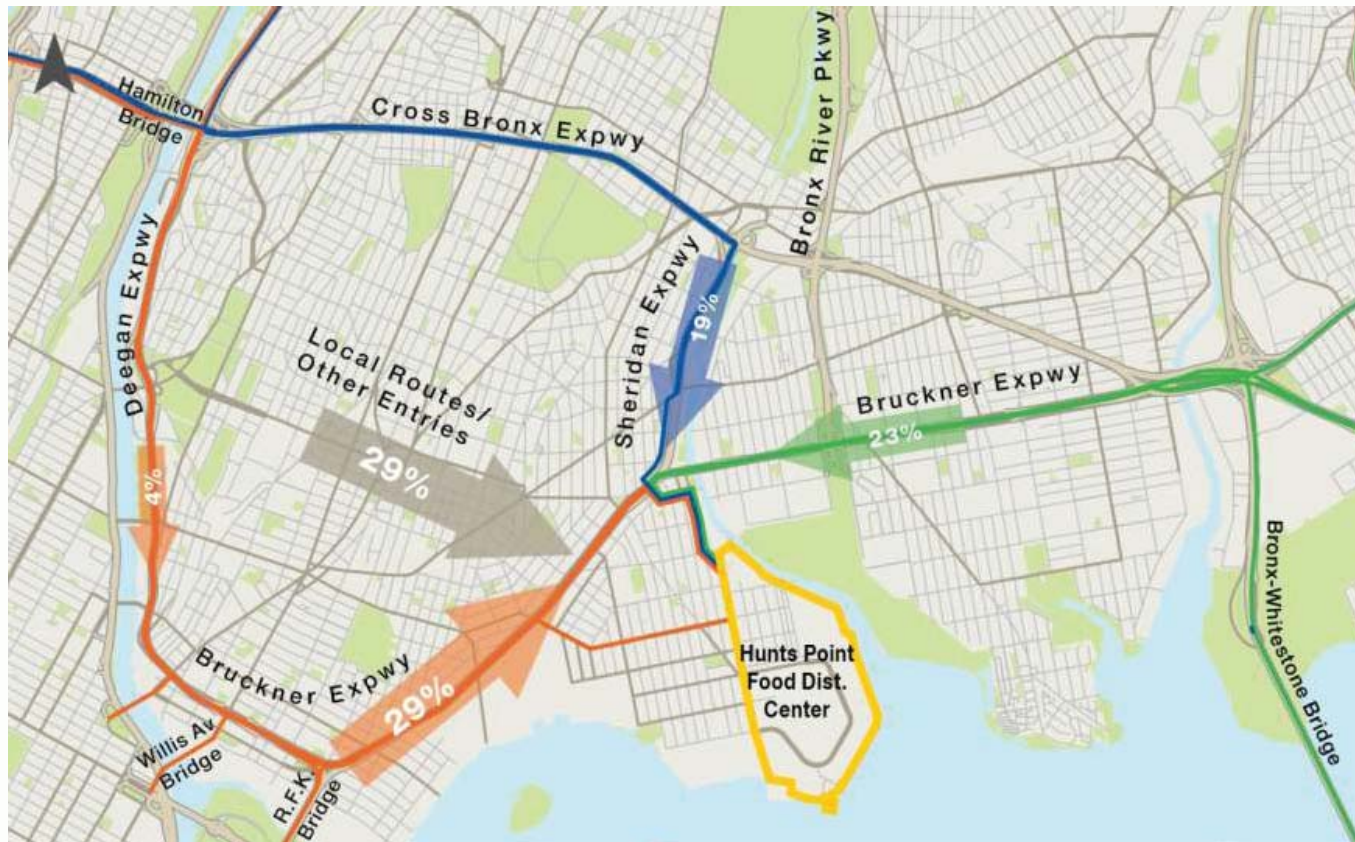 Hamilton
Bridge
Cross Bronx Expwy
Bronx River Pkwy
Deegan Expwy
Sheridan Expwy
19%
Local Routes/
Other Entries
29%
Bruckner Expwy
23%
4%
Bruckner Expwy
29%
Hunts Point
Food Dist.
Center
Willis Av
Bridge
R.F.K.
Bridge
Bronx-Whitestone Bridge